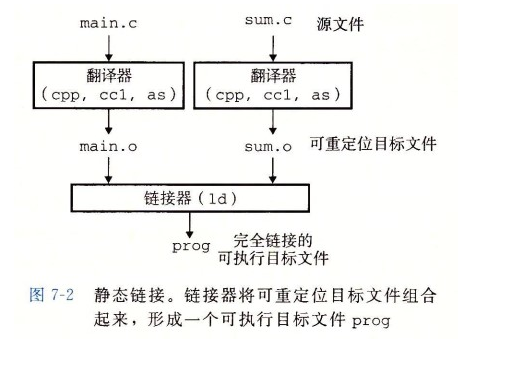 main.c sum.c 源文件
翻译器 翻译器
(cpp, cc1, as) (cpp, cc1, as)
main.o sum.o 可重定位目标文件
链接器(ld)
prog 完全链接的
可执行目标文件
图 7-2 静态链接。链接器将可重定位目标文件组合
起来，形成一个可执行目标文件 prog